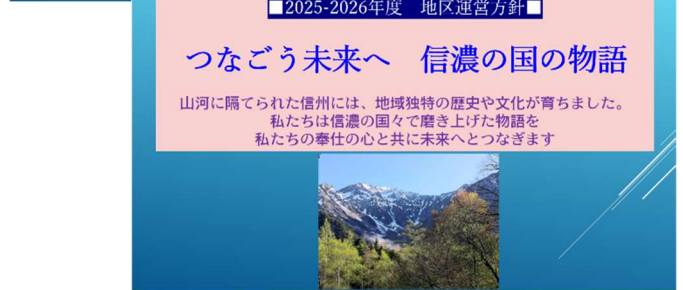 ■2025-2026年度　地区運営方針■
つなごう未来へ　信濃の国の物語
山河に隔てられた信州には、地域独特の歴史や文化が育ちました。
私たちは信濃の国々で磨き上げた物語を
私たちの奉仕の心と共に未来へとつなぎます